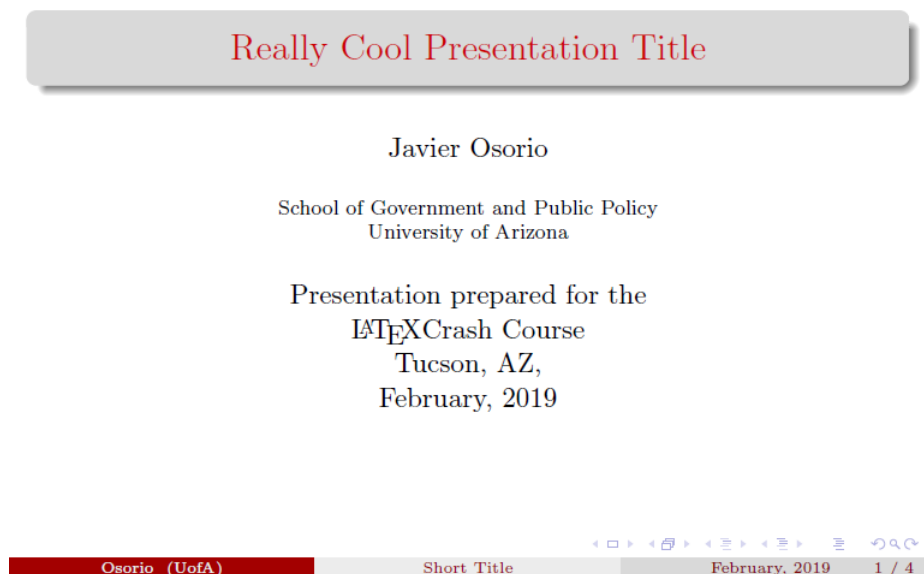 Really Cool Presentation Title
Javier Osorio
School of Government and Public Policy
University of Arizona
Presentation prepared for the
LATEXCrash Course
Tucson, AZ,
February, 2019
Osorio (UofA) Short Title February, 2019 1 / 4